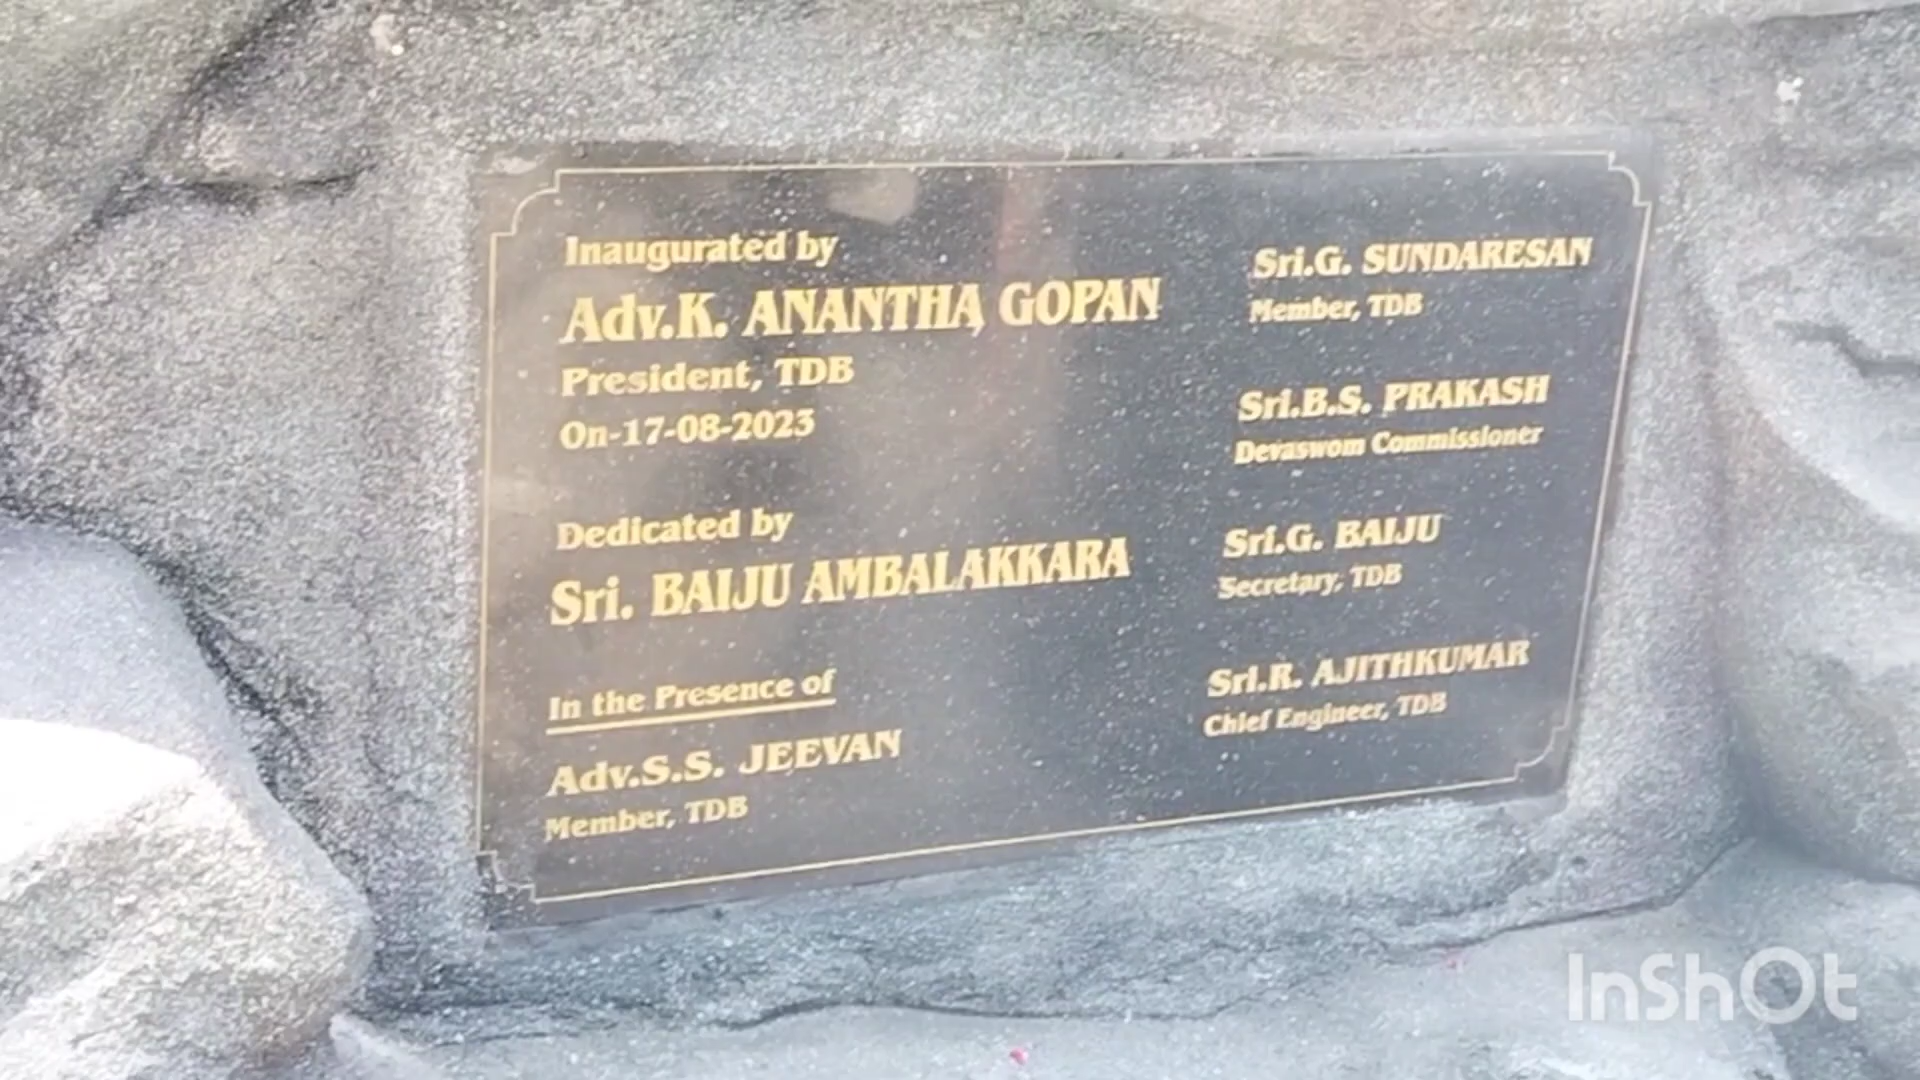 Inaugurated by
Adv.K. ANANTHA GOPAN
President, TDB
On-17-08-2023
Dedicated by
Sri. BAIJU AMBALAKKARA
In the Presence of
Adv.S.S. JEEVAN
Member, TDB
Sri.G. SUNDARESAN
Member, TDB
Sri.B.S. PRAKASH
Devaswom Commissioner
Sri.G. BAIJU
Secretary, TDB
Sri.R. AJITHKUMAR
Chief Engineer, TDB
InShOt